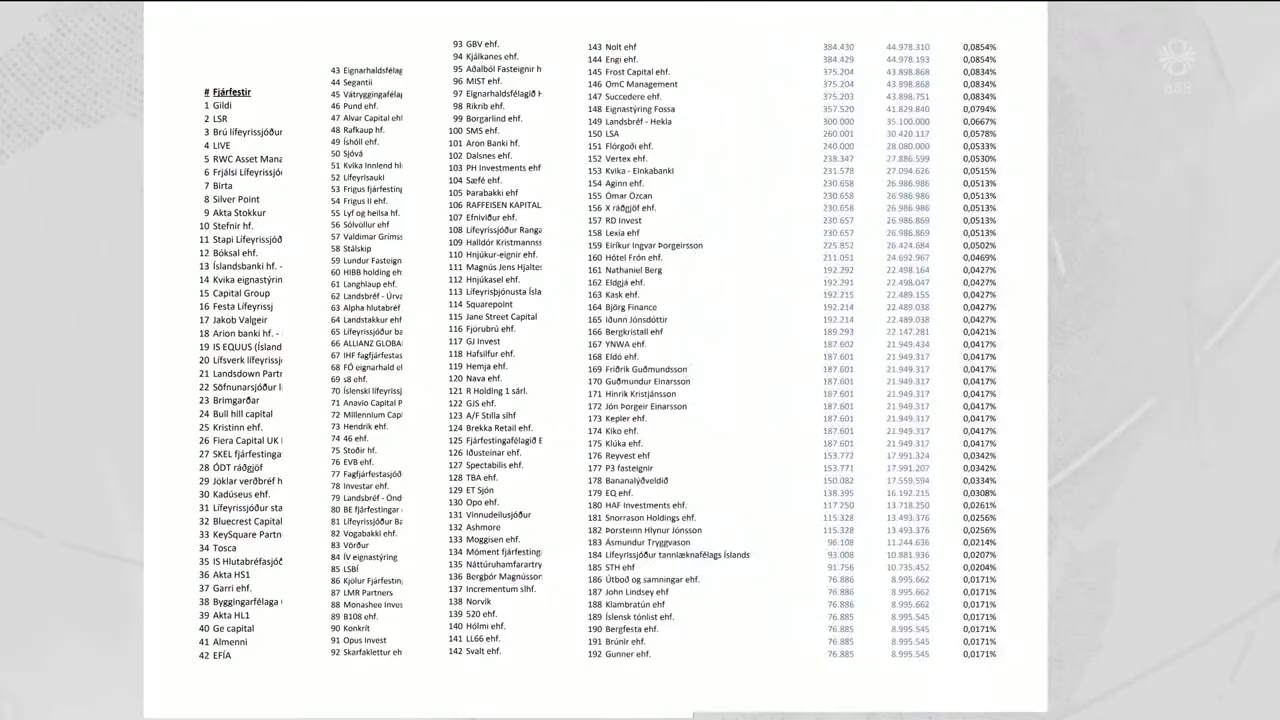 # Fjárfestir
1 Gildi
2 LSR
3 Brú lífeyrissjóður
4 LIVE
5 RWC Asset Mana
6 Frjálsi Lífeyrissjó
7 Birta
8 Silver Point
9 Akta Stokkur
10 Stefnir hf.
11 Stapi Lífeyrissjóð
12 Bóksal ehf.
13 Íslandsbanki hf. -
14 Kvika eignastýrin
15 Capital Group
16 Festa Lífeyrissj
17 Jakob Valgeir
18 Arion banki hf. -
19 IS EQUUS (Ísland
20 Lífsverk lífeyrissj
21 Landsdown Partn
22 Söfnunarsjóður l
23 Brimgarðar
24 Bull hill capital
25 Kristinn ehf.
26 Fiera Capital UK
27 SKEL fjárfestinga
28 ÓDT ráðgjöf
29 Jöklar verðbréf h
30 Kadúseus ehf.
31 Lífeyrissjóður sta
32 Bluecrest Capital
33 KeySquare Partn
34 Tosca
35 IS Hlutabréfasjóð
36 Akta HS1
37 Garri ehf.
38 Byggingarfélaga
39 Akta HL1
40 Ge capital
41 Almenni
42 EFÍA
43 Eignarhaldsfélag
44 Segantii
45 Vátryggingafélag
46 Pund ehf.
47 Alvar Capital ehf
48 Rafkaup hf.
49 Íshóll ehf.
50 Sjóvá
51 Kvika Innlend hl
52 Lífeyrisauki
53 Frigus fjárfesting
54 Frigus II ehf.
55 Lyf og heilsa hf.
56 Sólvöllur ehf
57 Valdimar Grímss
58 Stálskip
59 Lundur Fasteign
60 HIBB holding eh
61 Langhlaup ehf.
62 Landsbréf - Úrva
63 Alpha hlutabréf
64 Landstakkur ehf
65 Lífeyrissjóður ba
66 ALLIANZ GLOBA
67 IHF fagfjárfestas
68 FÓ eignarhald e
69 s8 ehf.
70 Íslenski lífeyrissj
71 Anavio Capital P
72 Millennium Capi
73 Hendrik ehf.
74 46 ehf.
75 Stoðir hf.
76 EVB ehf.
77 Fagfjárfestasjóð
78 Investar ehf.
79 Landsbréf - Önd
80 BE fjárfestingar
81 Lífeyrissjóður Ba
82 Vogabakki ehf.
83 Vörður
84 ÍV eignastýring
85 LSBÍ
86 Kjölur Fjárfestin
87 LMR Partners
88 Monashee Inves
89 B108 ehf.
90 Konkrít
91 Opus Invest
92 Skarfaklettur eh
93 GBV ehf.
94 Kjálkanes ehf.
95 Aðalból Fasteignir h
96 MIST ehf.
97 Eignarhaldsfélagið H
98 Rikrib ehf.
99 Borgarlind ehf.
100 SMS ehf.
101 Aron Banki hf.
102 Dalsnes ehf.
103 PH Investments ehf
104 Sæfé ehf.
105 Þarabakki ehf
106 RAFFEISEN KAPITAL
107 Efniviður ehf.
108 Lífeyrissjóður Ranga
109 Halldór Kristmannss
110 Hnjúkur-eignir ehf.
111 Magnús Jens Hjaltes
112 Hnjúkasel ehf.
113 Lífeyrisþjónusta Ísla
114 Squarepoint
115 Jane Street Capital
116 Fjörubrú ehf.
117 GJ Invest
118 Hafsilfur ehf.
119 Hemja ehf.
120 Nava ehf.
121 R Holding 1 sárl.
122 GJS ehf.
123 A/F Stilla slhf
124 Brekka Retail ehf.
125 Fjárfestingafélagið E
126 Iðusteinar ehf.
127 Spectabilis ehf.
128 TBA ehf.
129 ET Sjón
130 Opo ehf.
131 Vinnudeilusjóður
132 Ashmore
133 Moggisen ehf.
134 Móment fjárfesting
135 Náttúruhamfaratry
136 Bergþór Magnússon
137 Incrementum slhf.
138 Norvik
139 S20 ehf.
140 Hólmi ehf.
141 LL66 ehf.
142 Svalt ehf.
143 Nolt ehf 384.430 44.978.310 0,0854%
144 Engi ehf. 384.429 44.978.193 0,0854%
145 Frost Capital ehf. 375.204 43.898.868 0,0834%
146 OmC Management 375.204 43.898.868 0,0834%
147 Succedere ehf. 375.203 43.898.751 0,0834%
148 Eignastýring Fossa 357.520 41.829.840 0,0794%
149 Landsbréf - Hekla 300.000 35.100.000 0,0667%
150 LSA 260.001 30.420.117 0,0578%
151 Flórgoði ehf. 240.000 28.080.000 0,0533%
152 Vertex ehf. 238.347 27.886.599 0,0530%
153 Kvika - Einkabanki 231.578 27.094.626 0,0515%
154 Aginn ehf. 230.658 26.986.986 0,0513%
155 Ómar Özcan 230.658 26.986.986 0,0513%
156 X ráðgjöf ehf. 230.658 26.986.986 0,0513%
157 RD Invest 230.657 26.986.869 0,0513%
158 Lexía ehf 230.657 26.986.869 0,0513%
159 Eiríkur Ingvar Þorgeirsson 225.852 26.424.684 0,0502%
160 Hótel Frón ehf. 211.051 24.692.967 0,0469%
161 Nathaniel Berg 192.292 22.498.164 0,0427%
162 Eldgjá ehf. 192.291 22.498.047 0,0427%
163 Kask ehf. 192.215 22.489.155 0,0427%
164 Björg Finance 192.214 22.489.038 0,0427%
165 Iðunn Jónsdóttir 192.214 22.489.038 0,0427%
166 Bergkristall ehf 189.293 22.147.281 0,0421%
167 YNWA ehf. 187.602 21.949.434 0,0417%
168 Eldó ehf. 187.601 21.949.317 0,0417%
169 Friðrik Guðmundsson 187.601 21.949.317 0,0417%
170 Guðmundur Einarsson 187.601 21.949.317 0,0417%
171 Hinrik Kristjánsson 187.601 21.949.317 0,0417%
172 Jón Þorgeir Einarsson 187.601 21.949.317 0,0417%
173 Kepler ehf. 187.601 21.949.317 0,0417%
174 Kiko ehf. 187.601 21.949.317 0,0417%
175 Klúka ehf. 187.601 21.949.317 0,0417%
176 Reyvest ehf 153.772 17.991.324 0,0342%
177 P3 fasteignir 153.771 17.991.207 0,0342%
178 Bananalýðveldið 150.082 17.559.594 0,0334%
179 EQ ehf. 138.395 16.192.215 0,0308%
180 HAF Investments ehf. 117.250 13.718.250 0,0261%
181 Snorrason Holdings ehf. 115.328 13.493.376 0,0256%
182 Þorsteinn Hlynur Jónsson 115.328 13.493.376 0,0256%
183 Ásmundur Tryggvason 96.108 11.244.636 0,0214%
184 Lífeyrissjóður tannlæknafélags Íslands 93.008 10.881.936 0,0207%
185 STH ehf 91.756 10.735.452 0,0204%
186 Útboð og samningar ehf. 76.886 8.995.662 0,0171%
187 John Lindsey ehf 76.886 8.995.662 0,0171%
188 Klambratún ehf 76.886 8.995.662 0,0171%
189 Íslensk tónlist ehf. 76.885 8.995.545 0,0171%
190 Bergfesta ehf. 76.885 8.995.545 0,0171%
191 Brúnir ehf. 76.885 8.995.545 0,0171%
192 Gunner ehf. 76.885 8.995.545 0,0171%